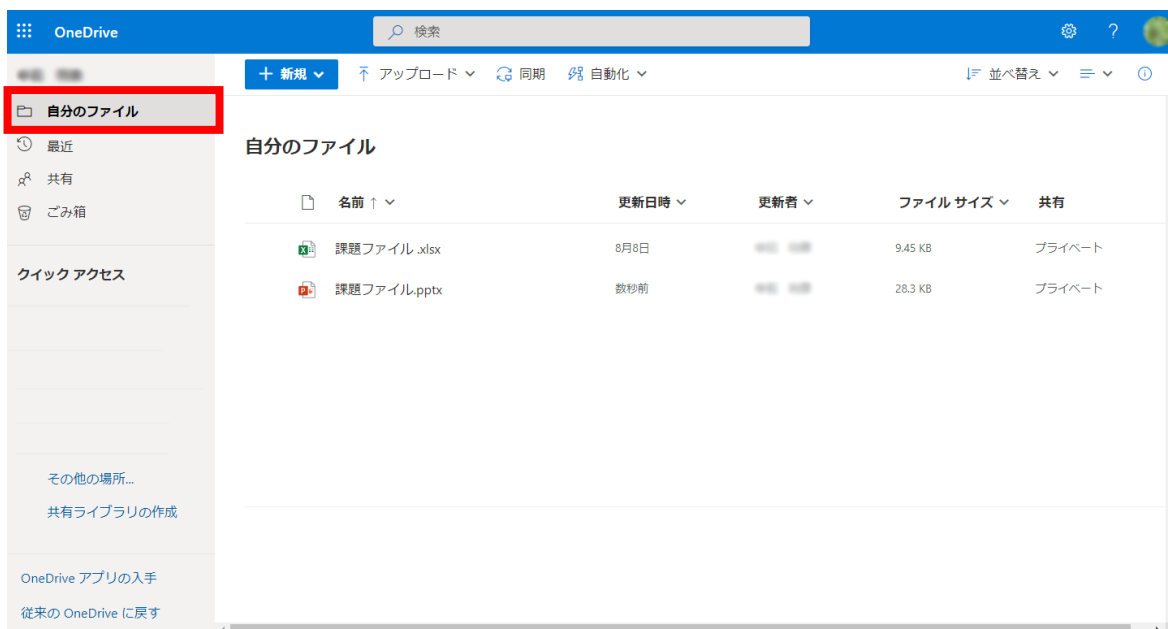 OneDrive
検索
?
新規
アップロード
同期
自動化
並べ替え
自分のファイル
最近
共有
ごみ箱
クイック アクセス
その他の場所...
共有ライブラリの作成
OneDrive アプリの入手
従来の OneDrive に戻す
自分のファイル
名前 ↑ 更新日時 更新者 ファイル サイズ 共有
課題ファイル .xlsx 8月8日 9.45 KB プライベート
課題ファイル.pptx 数秒前 28.3 KB プライベート